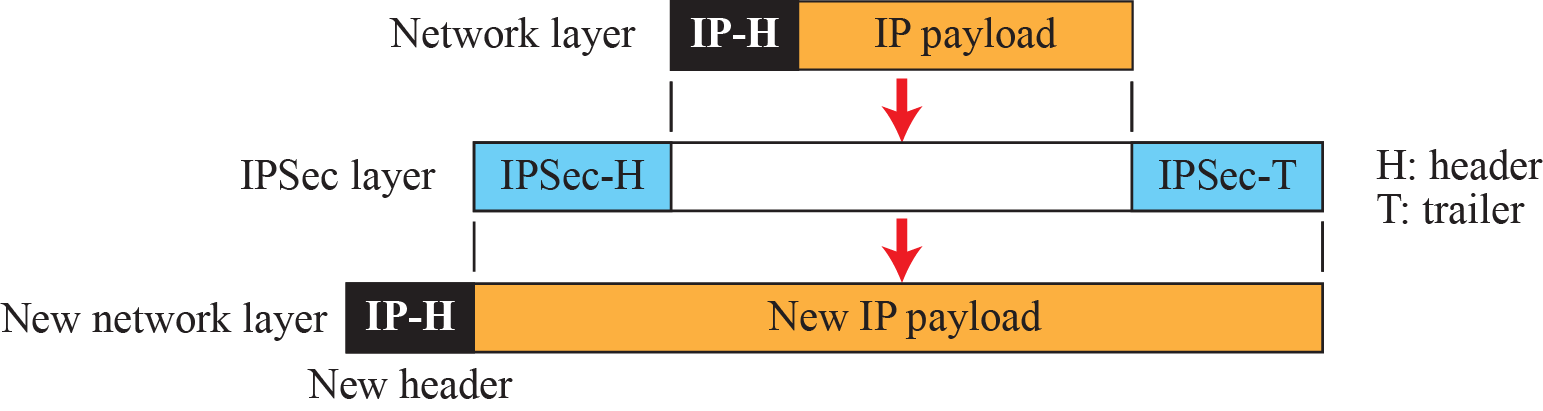 Network layer IP-H IP payload
IPSec layer IPSec-H IPSec-T H: header
T: trailer
New network layer IP-H New IP payload
New header